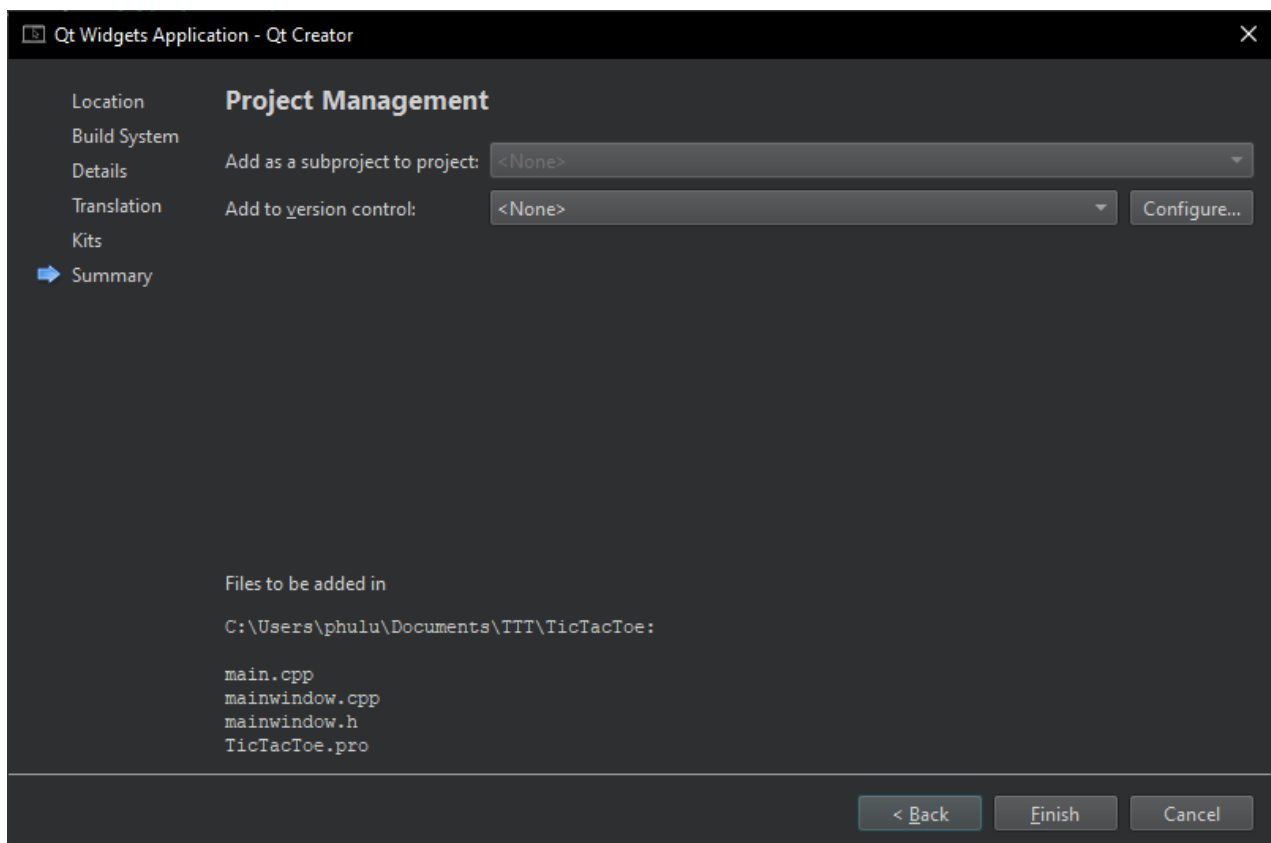 Qt Widgets Application - Qt Creator
Location
Build System
Details
Translation
Kits
Summary
Project Management
Add as a subproject to project: <None>
Add to version control: <None> Configure...
Files to be added in
C:\Users\phulu\Documents\TTT\TicTacToe:
main.cpp
mainwindow.cpp
mainwindow.h
TicTacToe.pro
< Back Finish Cancel